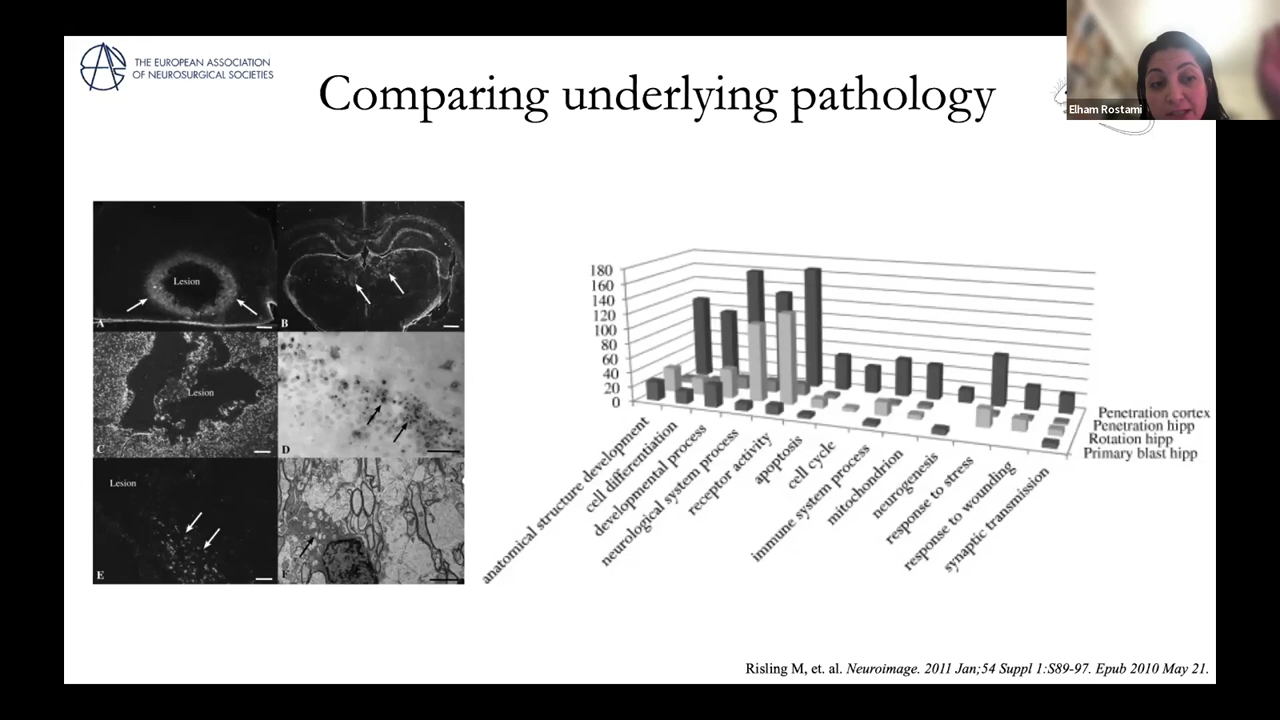 THE EUROPEAN ASSOCIATION
OF NEUROSURGICAL SOCIETIES
Comparing underlying pathology
Elham Rostami
Lesion
A
B
Lesion
C
D
Lesion
E
F
180
160
140
120
100
80
60
40
20
0
anatomical structure development
cell differentiation
developmental process
neurological system process
receptor activity
apoptosis
cell cycle
immune system process
mitochondrion
neurogenesis
response to stress
response to wounding
synaptic transmission
Penetration cortex
Penetration hipp
Rotation hipp
Primary blast hipp
Risling M, et. al. Neuroimage. 2011 Jan;54 Suppl 1:S89-97. Epub 2010 May 21.